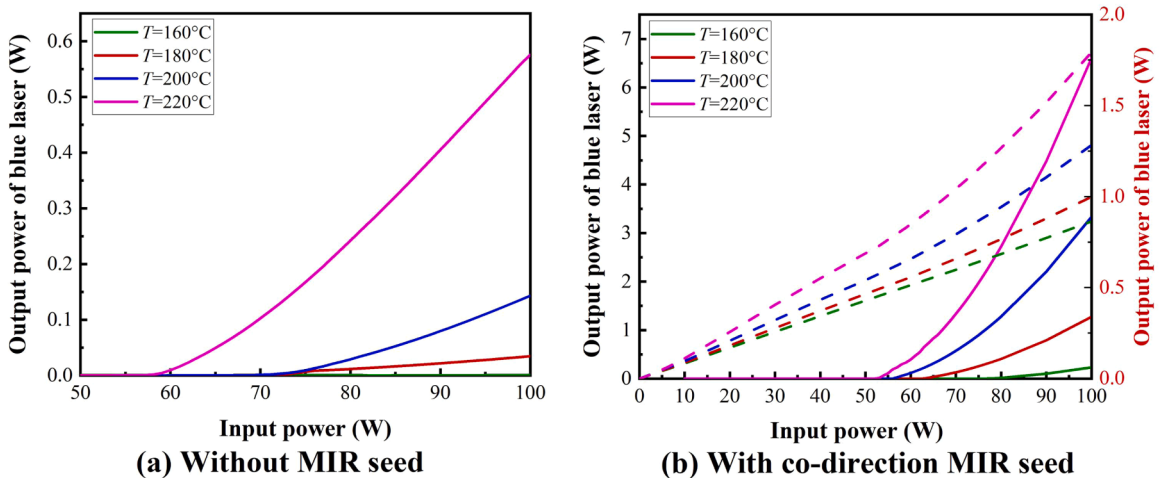 Output power of blue laser (W)
0.6
0.5
0.4
0.3
0.2
0.1
0.0
T=160°C
T=180°C
T=200°C
T=220°C
50
60
70
80
90
100
Input power (W)
(a) Without MIR seed
Output power of blue laser (W)
7
6
5
4
3
2
1
0
T=160°C
T=180°C
T=200°C
T=220°C
0
10
20
30
40
50
60
70
80
90
100
Input power (W)
2.0
1.5
1.0
0.5
0.0
Output power of blue laser (W)
(b) With co-direction MIR seed